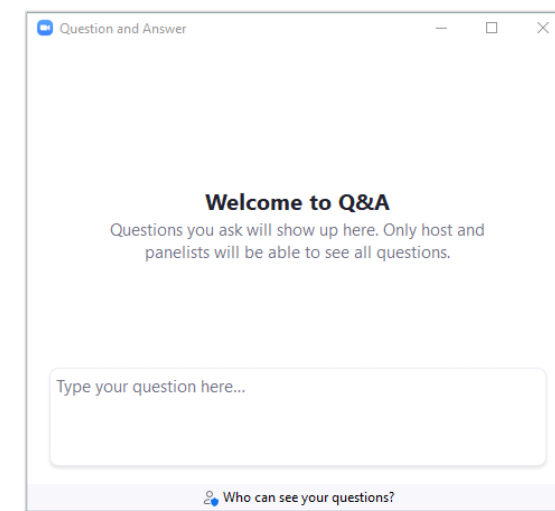 Question and Answer
Welcome to Q&A
Questions you ask will show up here. Only host and
panelists will be able to see all questions.
Type your question here...
Who can see your questions?